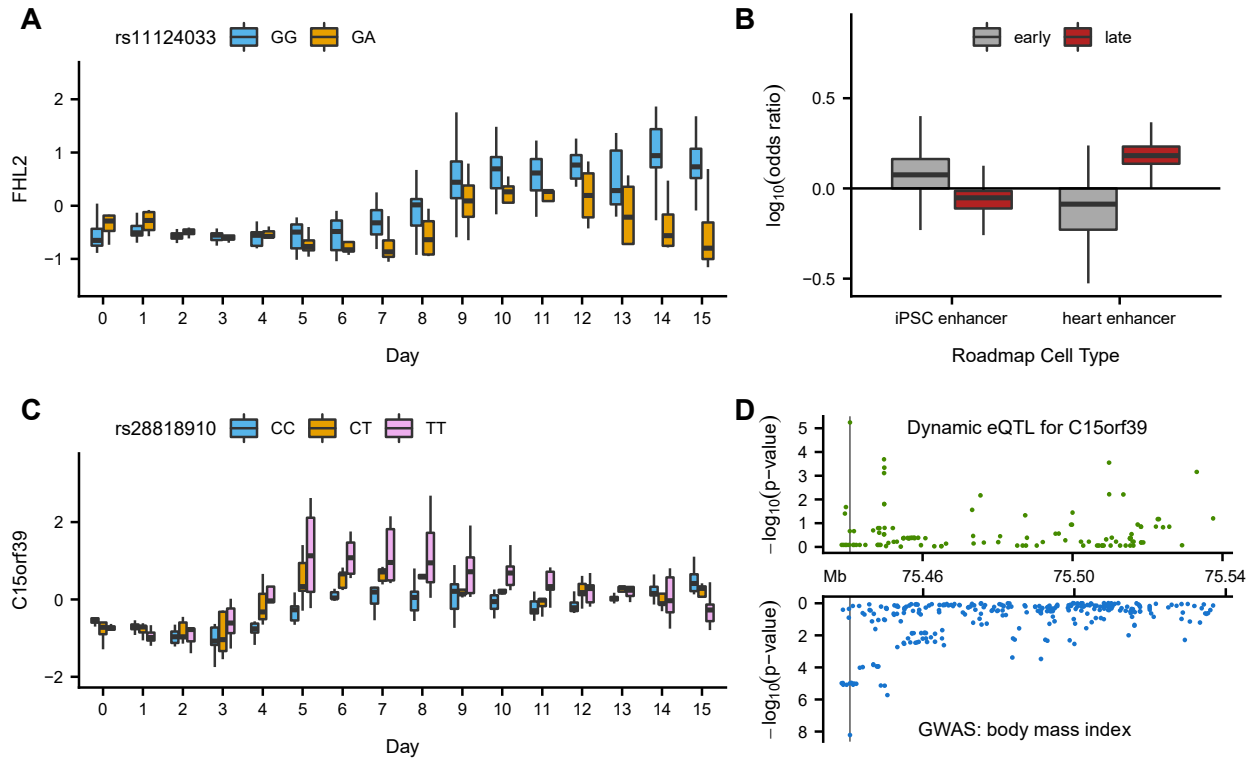 A
rs11124033 GG GA
FHL2
2
1
0
−1
0 1 2 3 4 5 6 7 8 9 10 11 12 13 14 15
Day
B
early late
log10(odds ratio)
0.5
0.0
−0.5
iPSC enhancer heart enhancer
Roadmap Cell Type
C
rs28818910 CC CT TT
C15orf39
2
0
−2
0 1 2 3 4 5 6 7 8 9 10 11 12 13 14 15
Day
D
Dynamic eQTL for C15orf39
−log10(p−value)
5
4
3
2
1
0
Mb 75.46 75.50 75.54
−log10(p−value)
0
2
4
6
8
GWAS: body mass index